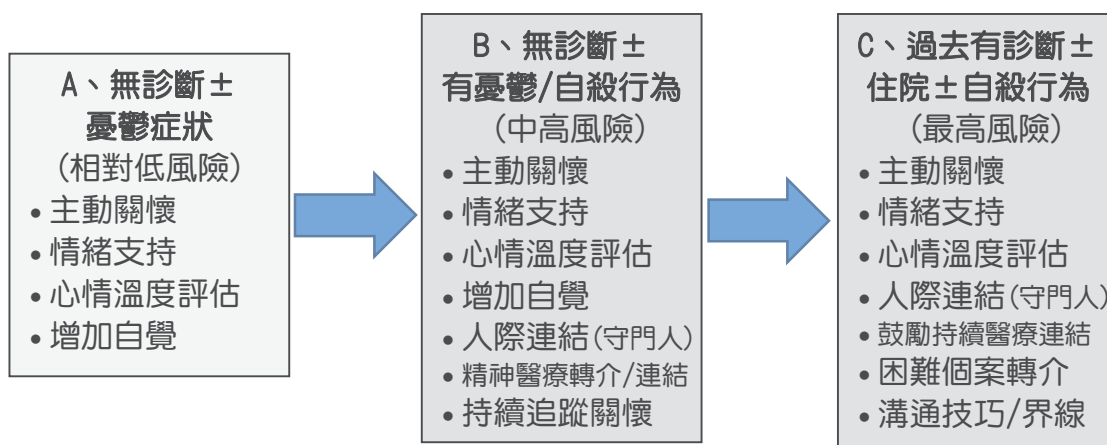 A、無診斷±
憂鬱症狀
(相對低風險)
• 主動關懷
• 情緒支持
• 心情溫度評估
• 增加自覺
B、無診斷±
有憂鬱/自殺行為
(中高風險)
• 主動關懷
• 情緒支持
• 心情溫度評估
• 增加自覺
• 人際連結(守門人)
• 精神醫療轉介/連結
• 持續追蹤關懷
C、過去有診斷±
住院±自殺行為
(最高風險)
• 主動關懷
• 情緒支持
• 心情溫度評估
• 人際連結(守門人)
• 鼓勵持續醫療連結
• 困難個案轉介
• 溝通技巧/界線